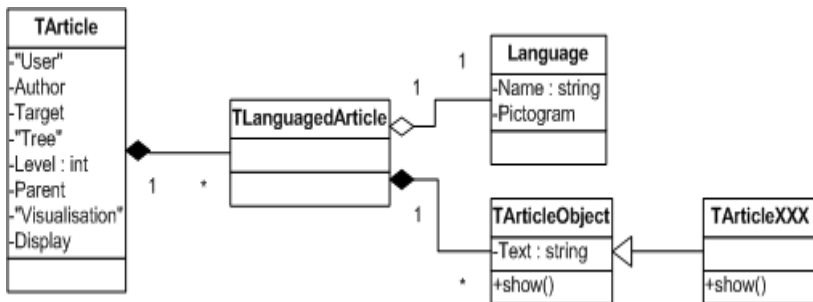 TArticle
-"User"
-Author
-Target
-"Tree"
-Level : int
-Parent
-"Visualisation"
-Display
1
*
TLanguagedArticle
1
1
Language
-Name : string
-Pictogram
1
*
TArticleObject
-Text : string
+show()
TArticleXXX
+show()